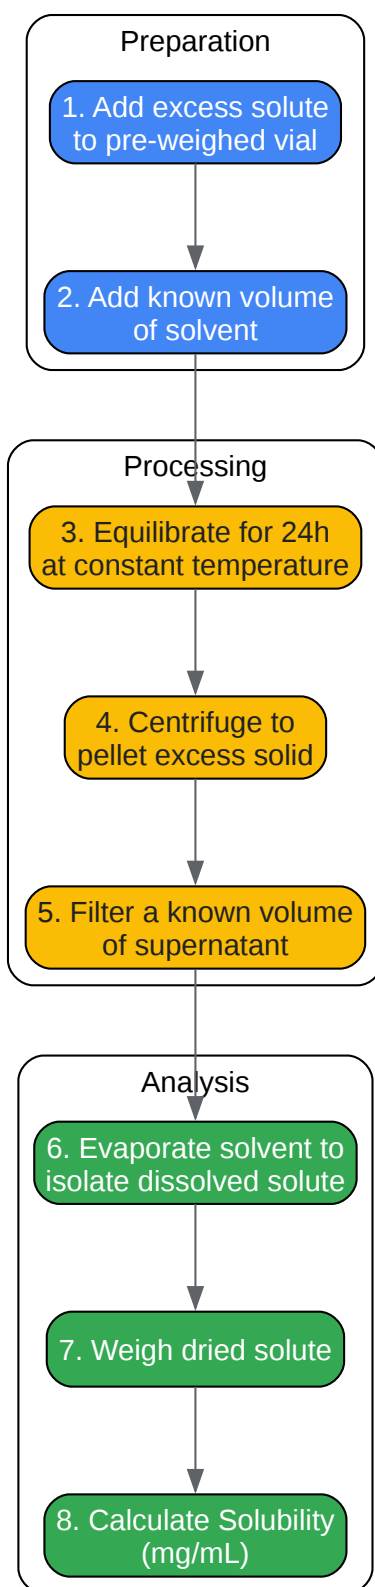 Preparation
1. Add excess solute
to pre-weighed vial
2. Add known volume
of solvent
Processing
3. Equilibrate for 24h
at constant temperature
4. Centrifuge to
pellet excess solid
5. Filter a known volume
of supernatant
Analysis
6. Evaporate solvent to
isolate dissolved solute
7. Weigh dried solute
8. Calculate Solubility
(mg/mL)